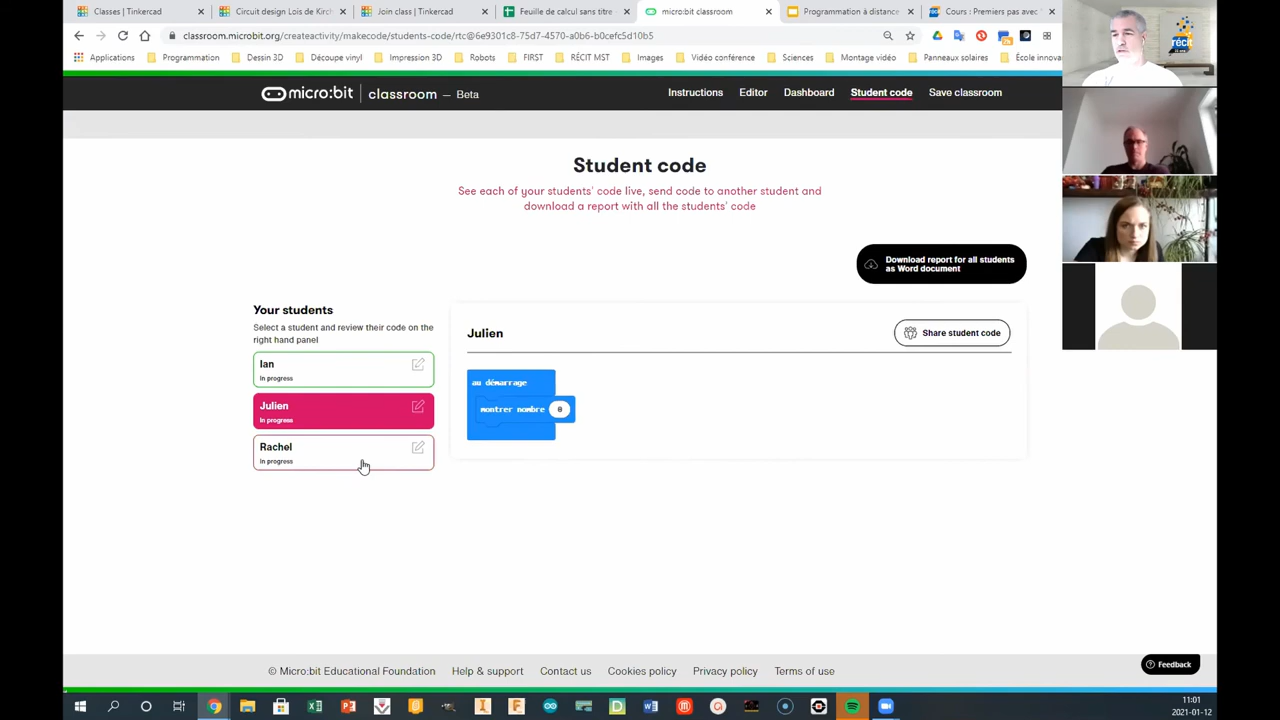 Classes | Tinkercad
Circuit design Lois de Kirch
Join class | Tinkercad
Feuille de calcul sans titre
micro:bit classroom
Programmation à distance
Cours : Premiers pas avec
classroom.microbit.org/createactivity/makecode/students-code/
Applications
Programmation
Dessin 3D
Découpe vinyl
Impression 3D
Robots
FIRST
RÉCIT MST
Images
Vidéo conférence
Sciences
Montage vidéo
Panneaux solaires
École innova
récit
micro:bit classroom — Beta
Instructions
Editor
Dashboard
Student code
Save classroom
Student code
See each of your students' code live, send code to another student and
download a report with all the students' code
Download report for all students
as Word document
Your students
Select a student and review their code on the
right hand panel
Ian
In progress
Julien
In progress
Rachel
In progress
Julien
Share student code
au démarrage
montrer nombre 0
© Micro:bit Educational Foundation
Help & support
Contact us
Cookies policy
Privacy policy
Terms of use
Feedback
11:01
2021-01-12